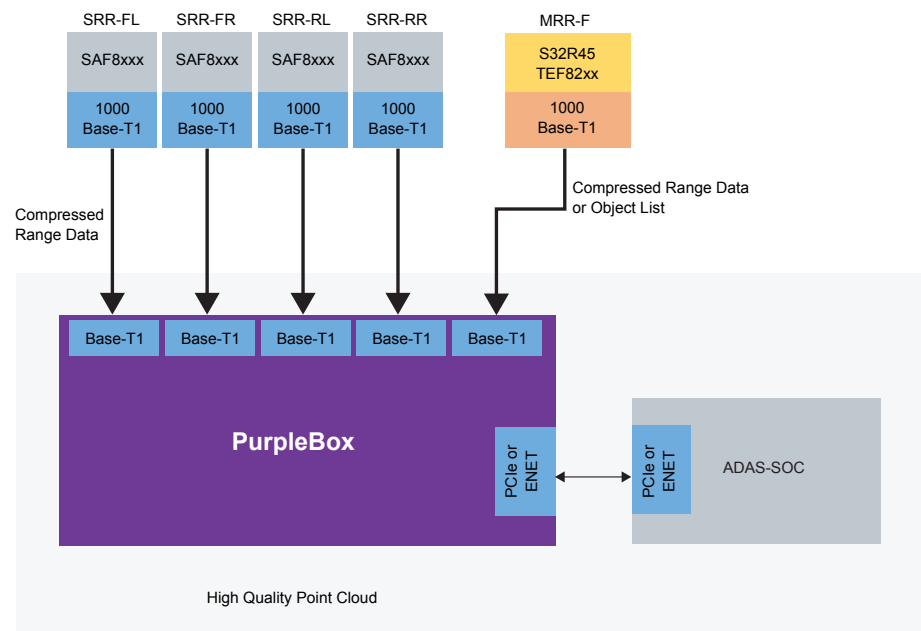 SRR-FL
SRR-FR
SRR-RL
SRR-RR
MRR-F
SAF8xxx
SAF8xxx
SAF8xxx
SAF8xxx
S32R45
TEF82xx
1000
Base-T1
1000
Base-T1
1000
Base-T1
1000
Base-T1
1000
Base-T1
Compressed
Range Data
Compressed Range Data
or Object List
Base-T1
Base-T1
Base-T1
Base-T1
Base-T1
PurpleBox
PCIe or
ENET
PCIe or
ENET
ADAS-SOC
High Quality Point Cloud